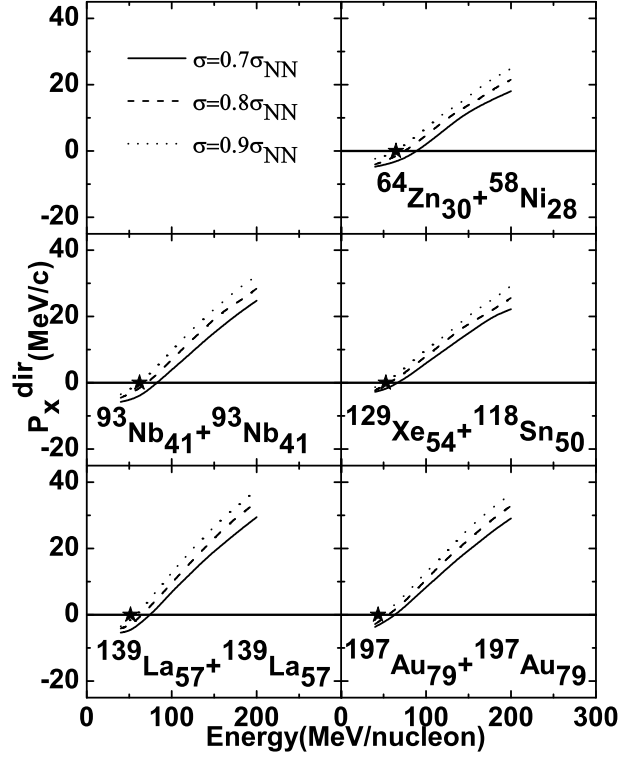 40
20
0
-20
σ=0.7σNN
σ=0.8σNN
σ=0.9σNN
64Zn30+58Ni28
40
20
0
-20
93Nb41+93Nb41
129Xe54+118Sn50
40
20
0
-20
139La57+139La57
197Au79+197Au79
0 100 200 0 100 200 300
Energy(MeV/nucleon)
Pxdir(MeV/c)